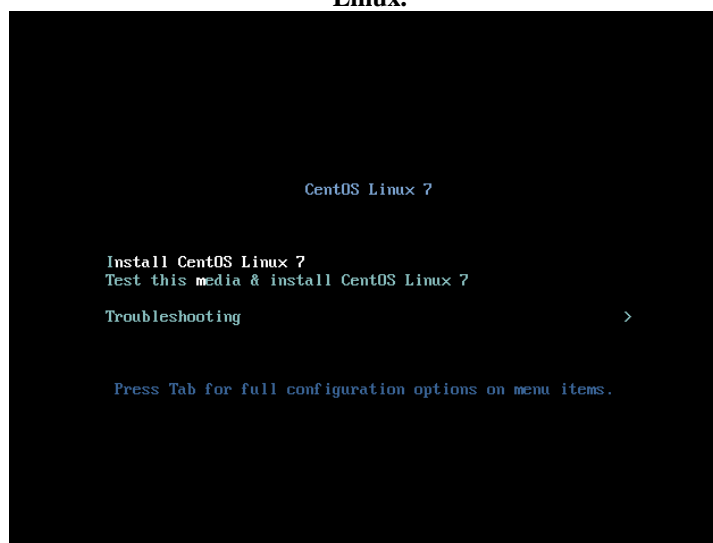 Linux.
CentOS Linux 7
Install CentOS Linux 7
Test this media & install CentOS Linux 7
Troubleshooting >
Press Tab for full configuration options on menu items.